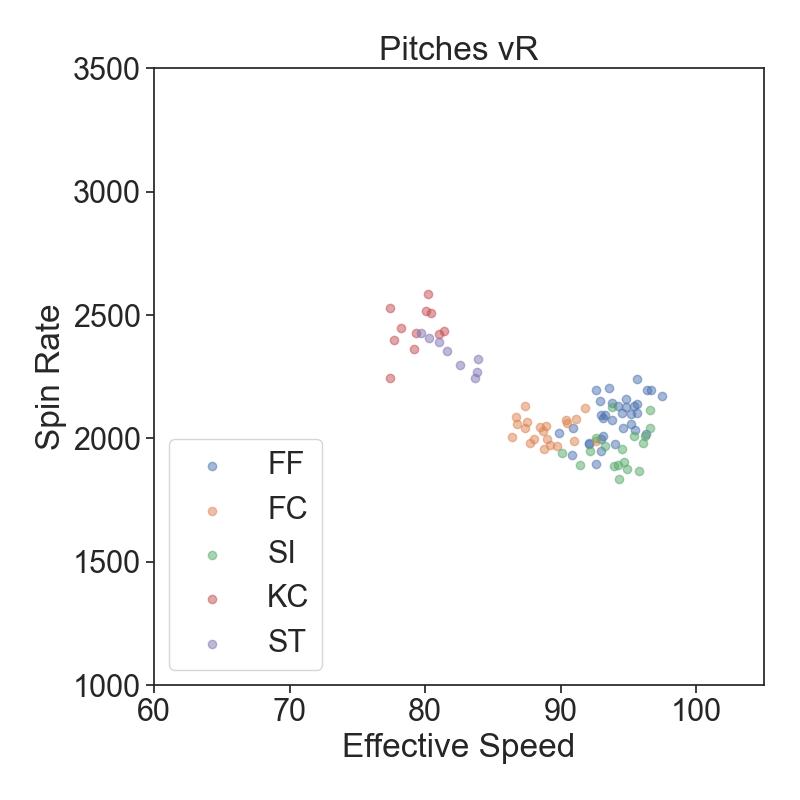 Pitches vR
3500
3000
2500
2000
1500
1000
Spin Rate
FF
FC
SI
KC
ST
60 70 80 90 100
Effective Speed